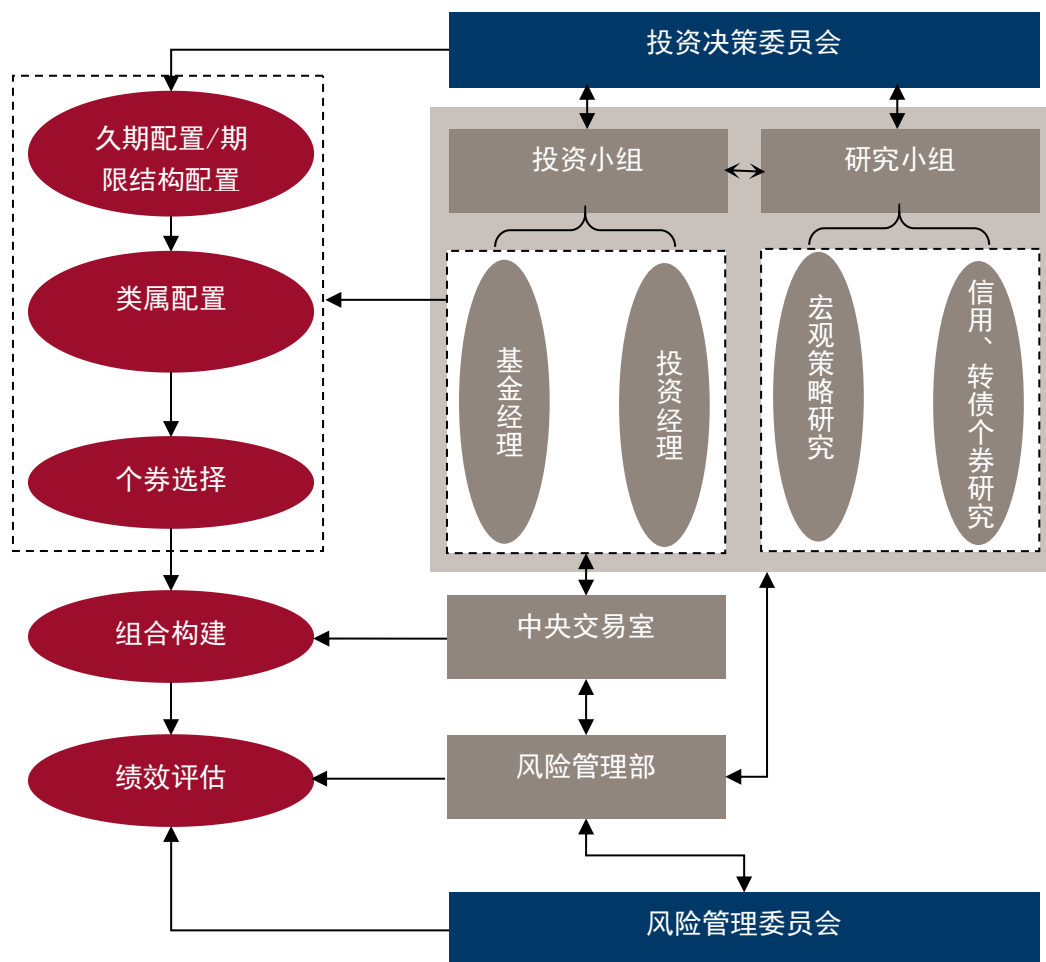 投资决策委员会
久期配置/期
限结构配置
投资小组
研究小组
类属配置
基金经理
投资经理
宏观策略研究
信用、转债个券研究
个券选择
组合构建
中央交易室
绩效评估
风险管理部
风险管理委员会